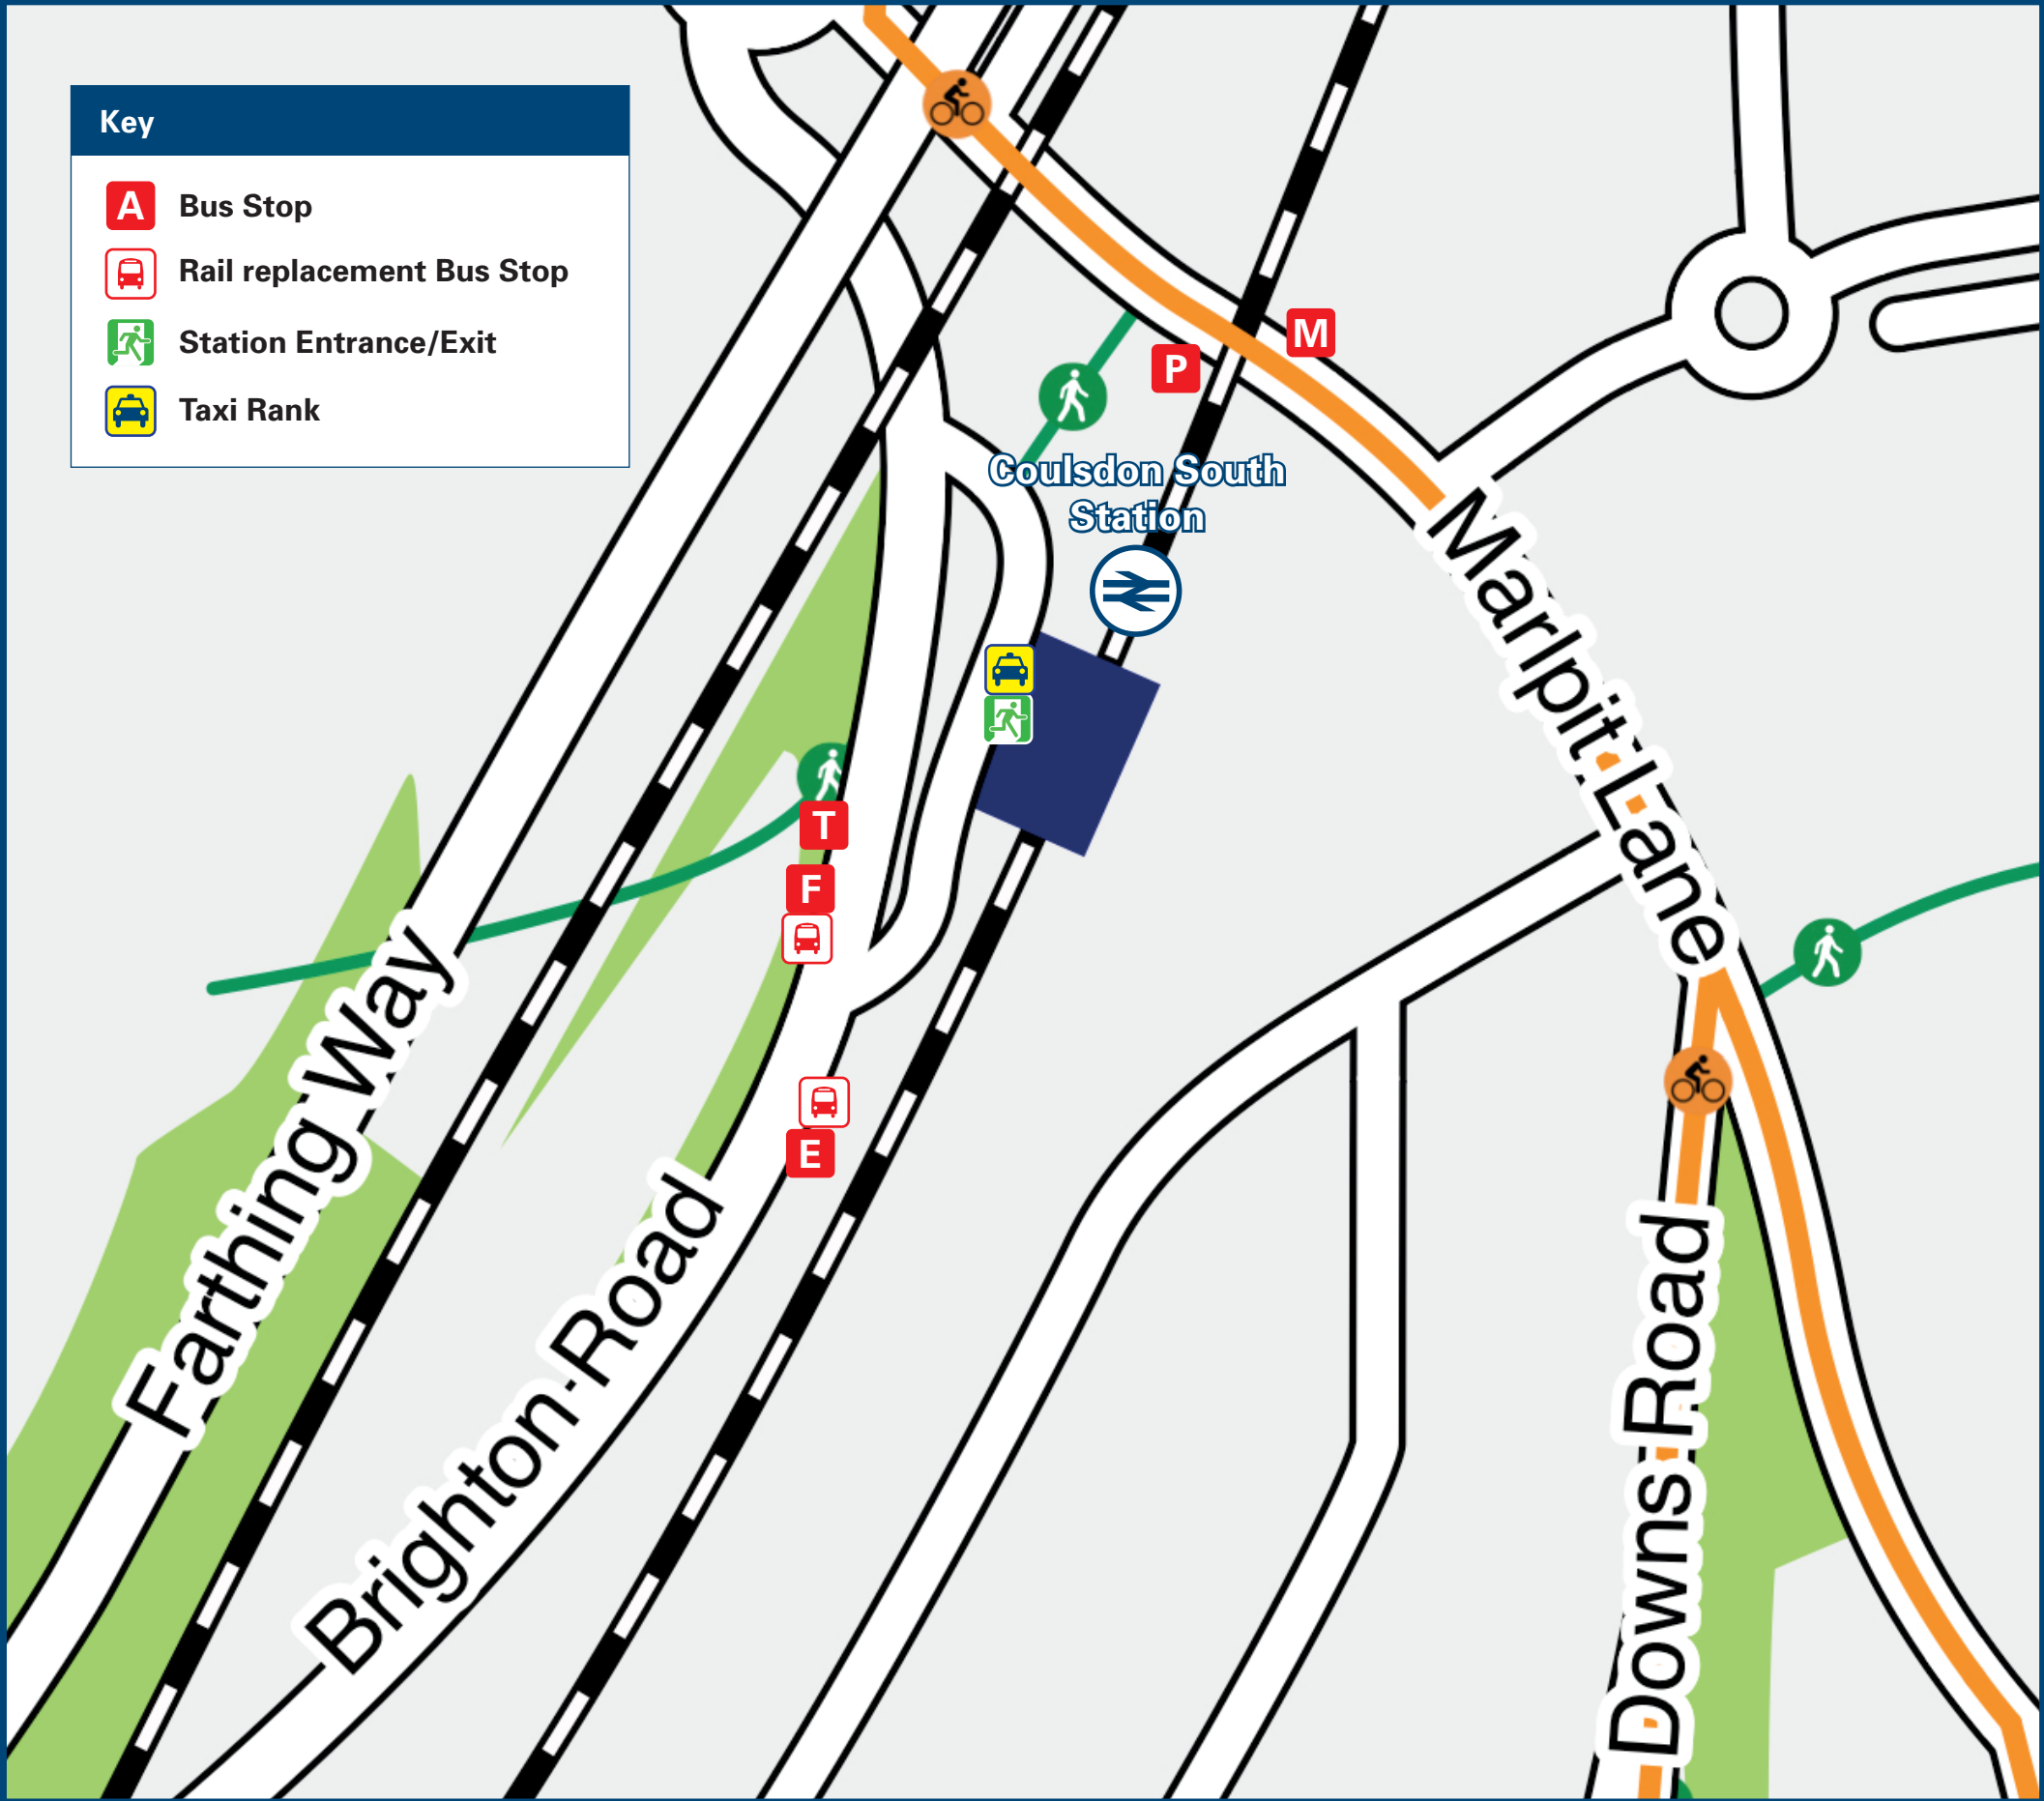 Key
A Bus Stop
Rail replacement Bus Stop
Station Entrance/Exit
Taxi Rank
M
P
Coulsdon South
Station
Marlpit Lane
T
F
E
Farthing Way
Brighton Road
Downs Road